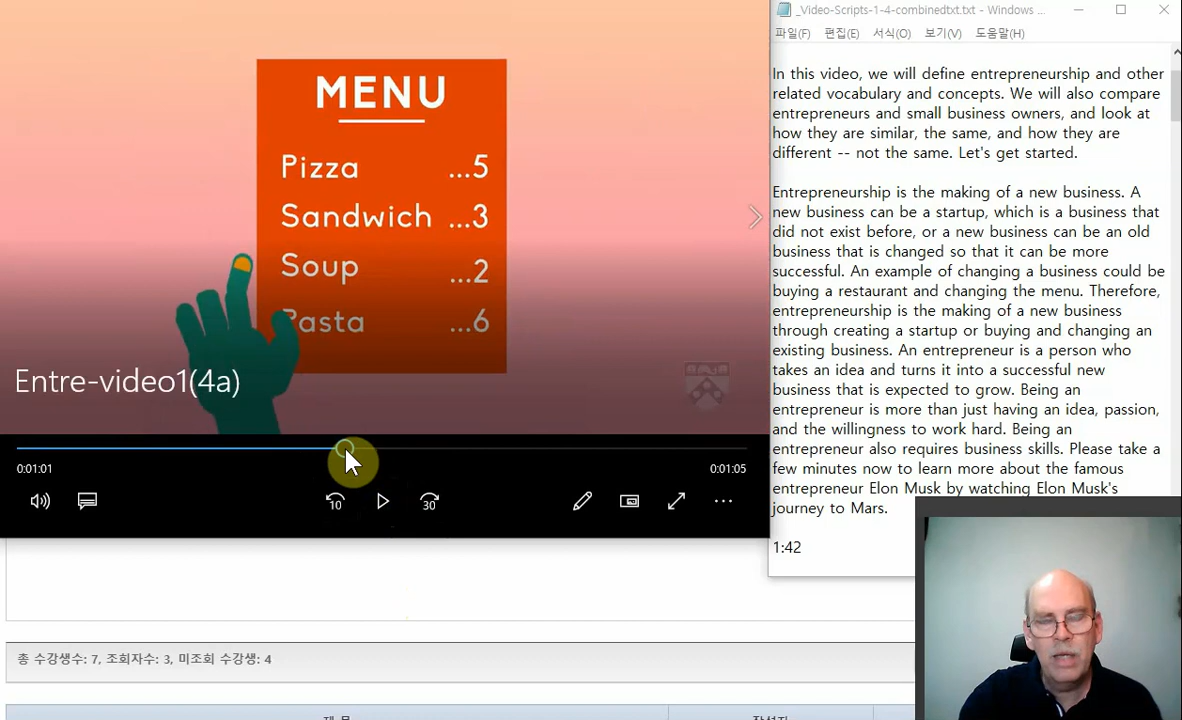 MENU
Pizza ...5
Sandwich ...3
Soup ...2
Pasta ...6
Entre-video1(4a)
0:01:01
0:01:05
10
30
_Video-Scripts-1-4-combinedtxt.txt - Windows ...
파일(F) 편집(E) 서식(O) 보기(V) 도움말(H)
In this video, we will define entrepreneurship and other
related vocabulary and concepts. We will also compare
entrepreneurs and small business owners, and look at
how they are similar, the same, and how they are
different -- not the same. Let's get started.
Entrepreneurship is the making of a new business. A
new business can be a startup, which is a business that
did not exist before, or a new business can be an old
business that is changed so that it can be more
successful. An example of changing a business could be
buying a restaurant and changing the menu. Therefore,
entrepreneurship is the making of a new business
through creating a startup or buying and changing an
existing business. An entrepreneur is a person who
takes an idea and turns it into a successful new
business that is expected to grow. Being an
entrepreneur is more than just having an idea, passion,
and the willingness to work hard. Being an
entrepreneur also requires business skills. Please take a
few minutes now to learn more about the famous
entrepreneur Elon Musk by watching Elon Musk's
journey to Mars.
1:42
총 수강생수: 7, 조회자수: 3, 미조회 수강생: 4